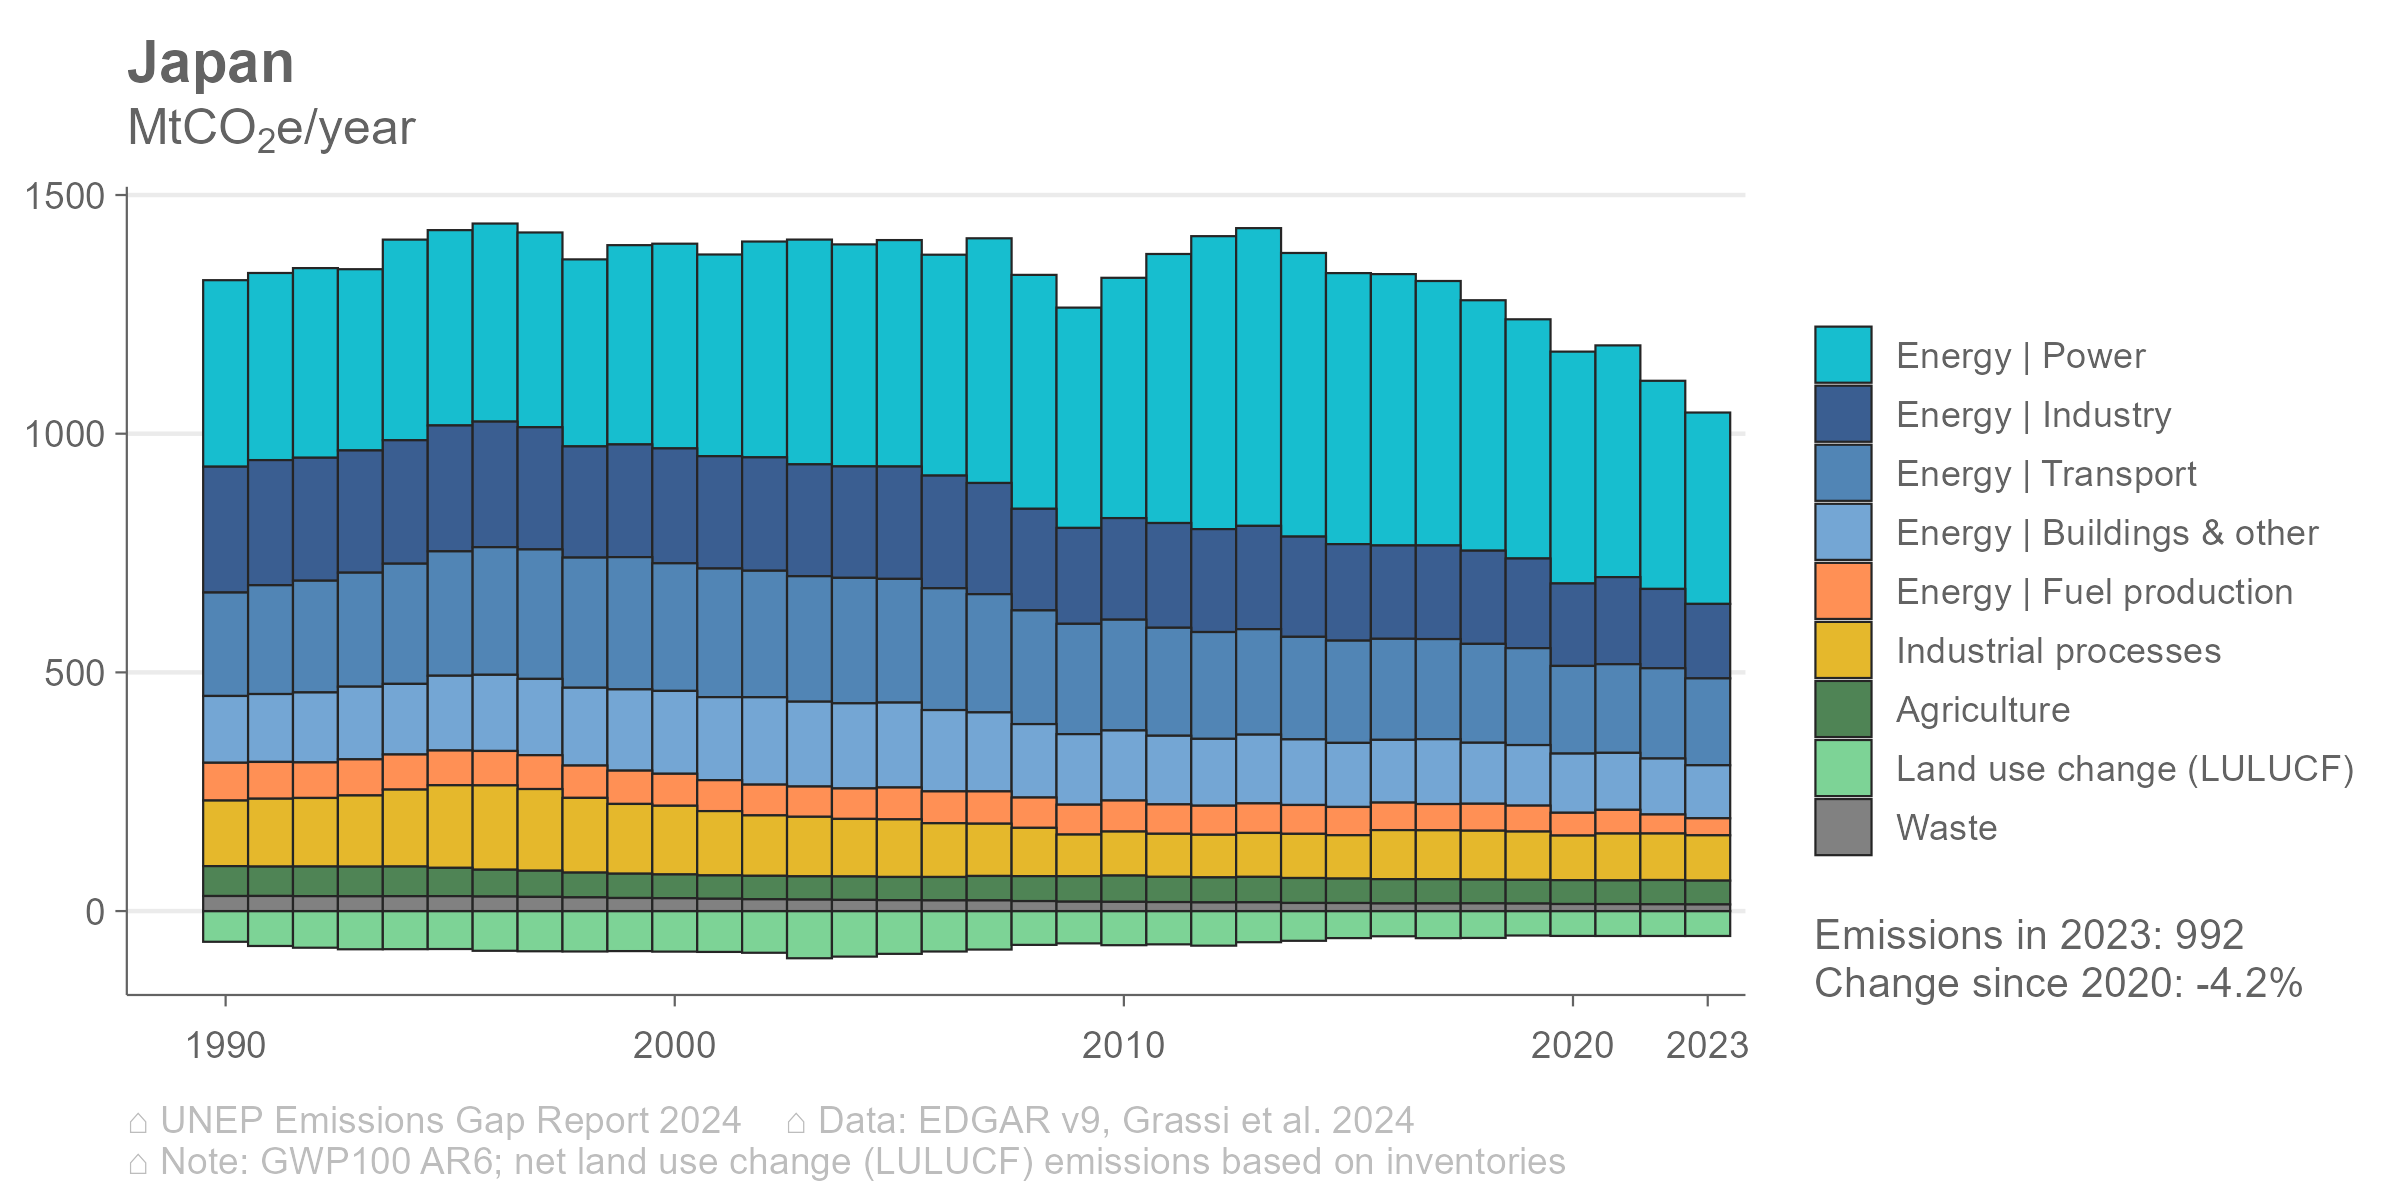 Japan
MtCO₂e/year
1500
1000
500
0
1990 2000 2010 2020 2023
Energy | Power
Energy | Industry
Energy | Transport
Energy | Buildings & other
Energy | Fuel production
Industrial processes
Agriculture
Land use change (LULUCF)
Waste
Emissions in 2023: 992
Change since 2020: -4.2%
⌂ UNEP Emissions Gap Report 2024 ⌂ Data: EDGAR v9, Grassi et al. 2024
⌂ Note: GWP100 AR6; net land use change (LULUCF) emissions based on inventories